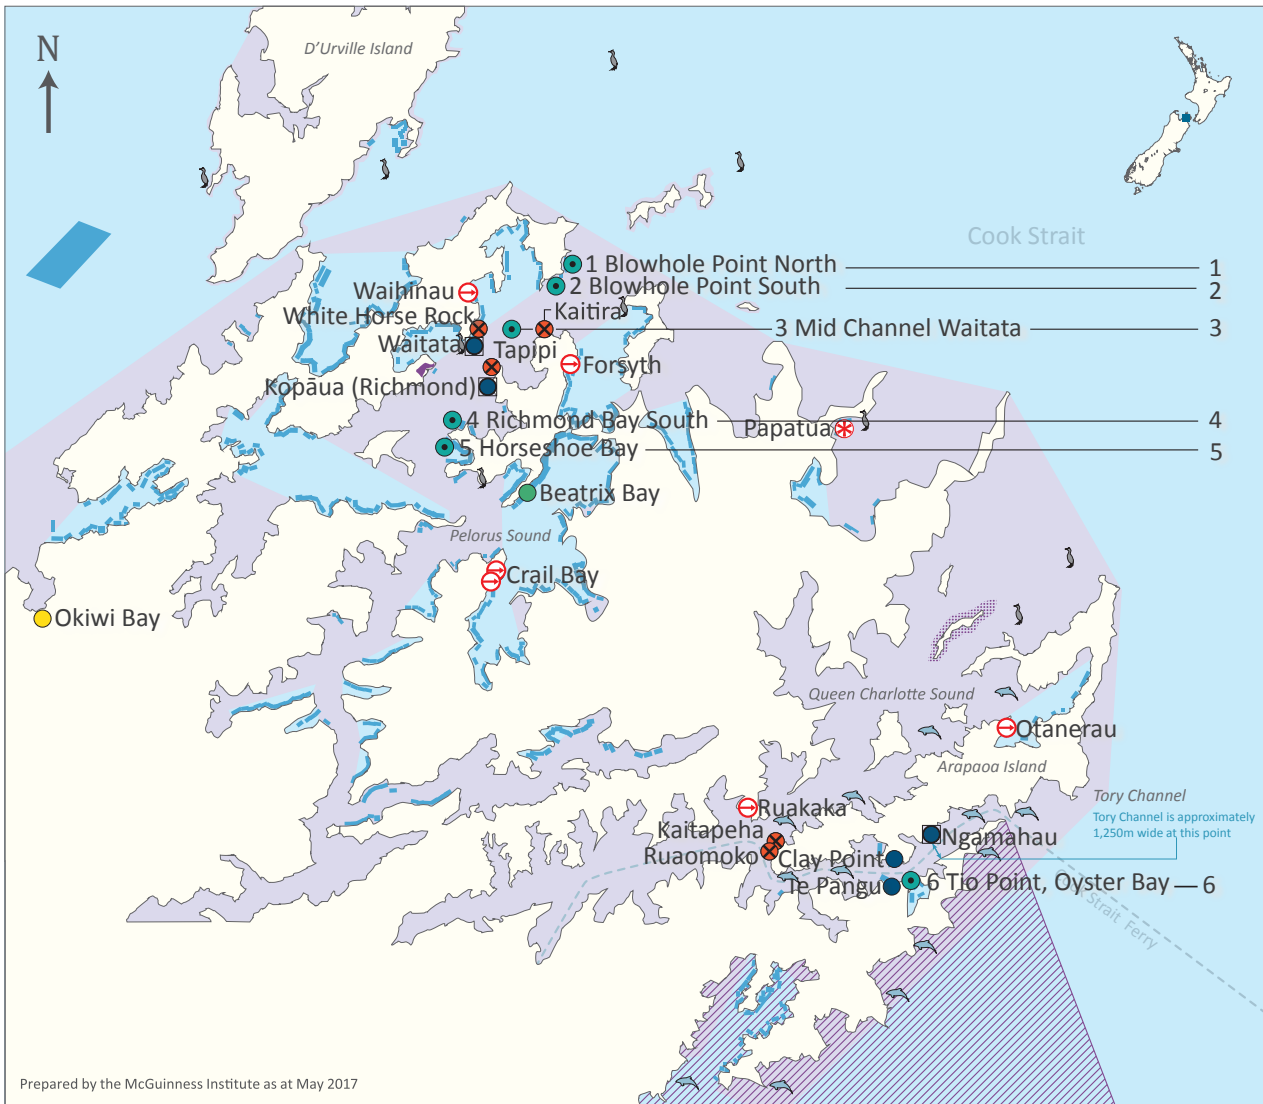 D'Urville Island
N
Cook Strait
1 Blowhole Point North
1
2 Blowhole Point South
2
Waihinau
Kaitira
White Horse Rock
3 Mid Channel Waitata
3
Waitata
Tapipi
Forsyth
Kopāua (Richmond)
4 Richmond Bay South
4
Papatua
5 Horseshoe Bay
5
Beatrix Bay
Pelorus Sound
Crail Bay
Okiwi Bay
Queen Charlotte Sound
Otanerau
Arapaoa Island
Tory Channel
Ruakaka
Tory Channel is approximately
1,250m wide at this point
Kaitapeha
Ngamahau
Ruaomoko
Clay Point
Te Pangu
6 Tio Point, Oyster Bay
6
Cook Strait Ferry
Prepared by the McGuinness Institute as at May 2017